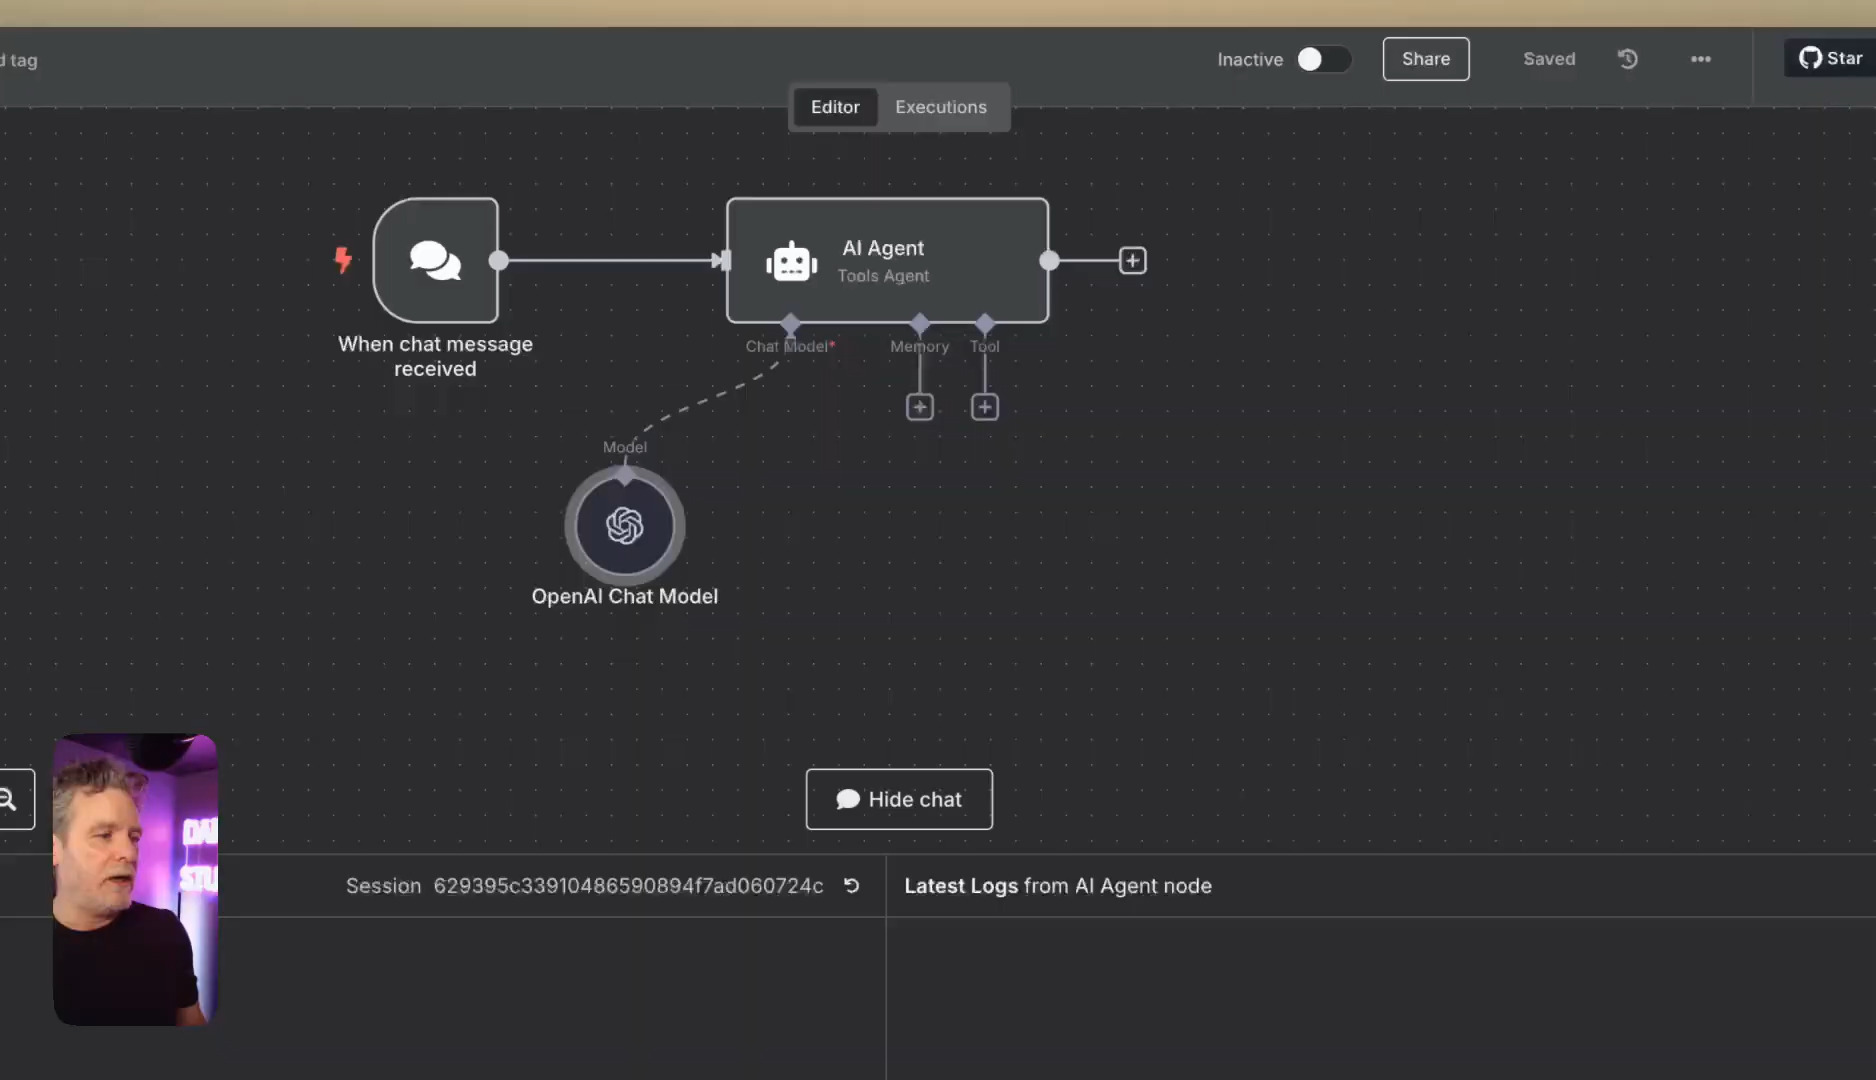 d tag
Inactive
Share
Saved
Star
Editor
Executions
AI Agent
Tools Agent
When chat message
received
Chat Model*
Memory
Tool
Model
OpenAI Chat Model
Hide chat
Session 629395c33910486590894f7ad060724c
Latest Logs from AI Agent node
STU